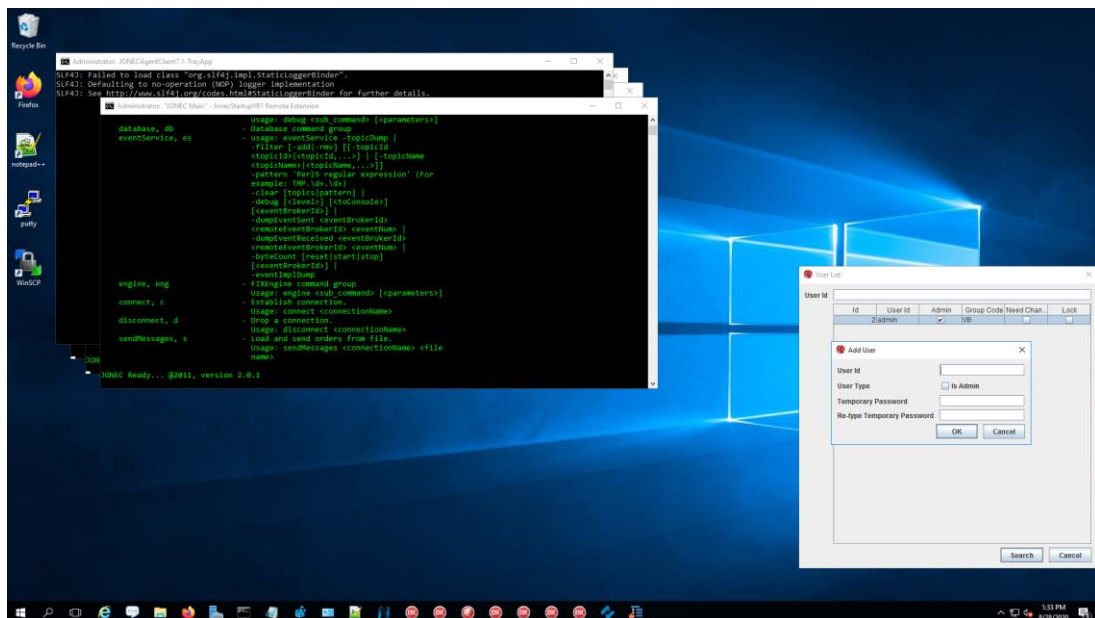 Recycle Bin
Firefox
notepad++
putty
WinSCP
Administrator: JONECAgentClient7.1-TrayApp
SLF4J: Failed to load class "org.slf4j.impl.StaticLoggerBinder".
SLF4J: Defaulting to no-operation (NOP) logger implementation
SLF4J: See http://www.slf4j.org/codes.html#StaticLoggerBinder for further details.
Administrator: "JONEC Main" - JonecStartupVB1 Remote Extension
usage: debug <sub_command> [<parameters>]
database, db - Database command group
eventService, es - usage: eventService -topicDump |
-filter [-add|-rmv] [[-topicId
<topicId>|<topicId,...>] | [-topicName
<topicName>|<topicName,...>]]
-pattern 'Perl5 regular expression' (For
example: TMP.\d+.\d+)
-clear [topics|pattern] |
-debug [<level>] [<toConsole>]
[<eventBrokerId>] |
-dumpEventSent <eventBrokerId>
<remoteEventBrokerId> <eventNum> |
-dumpEventReceived <eventBrokerId>
<remoteEventBrokerId> <eventNum> |
-byteCount [reset|start|stop]
[<eventBrokerId>] |
-eventImplDump
engine, eng - FIXEngine command group
Usage: engine <sub_command> [<parameters>]
connect, c - Establish connection.
Usage: connect <connectionName>
disconnect, d - Drop a connection.
Usage: disconnect <connectionName>
sendMessages, s - Load and send orders from file.
Usage: sendMessages <connectionName> <file
name>
JON
JONEC Ready... @2011, version 2.0.1
User List
User Id
Id User Id Admin Group Code Need Chan... Lock
2 admin VB
Add User
User Id
User Type Is Admin
Temporary Password
Re-type Temporary Password
OK Cancel
Search Cancel
1:33 PM
8/28/2020